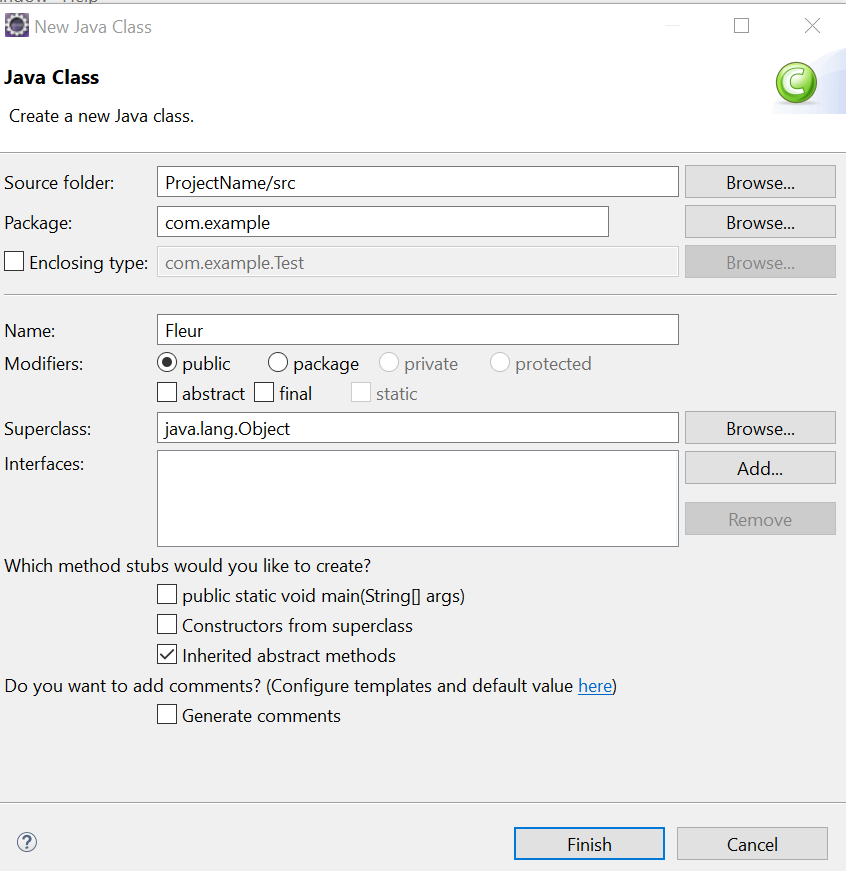 New Java Class
Java Class
Create a new Java class.
Source folder: ProjectName/src Browse...
Package: com.example Browse...
Enclosing type: com.example.Test Browse...
Name: Fleur
Modifiers: public package private protected
abstract final static
Superclass: java.lang.Object Browse...
Interfaces: Add...
Remove
Which method stubs would you like to create?
public static void main(String[] args)
Constructors from superclass
Inherited abstract methods
Do you want to add comments? (Configure templates and default value here)
Generate comments
Finish Cancel